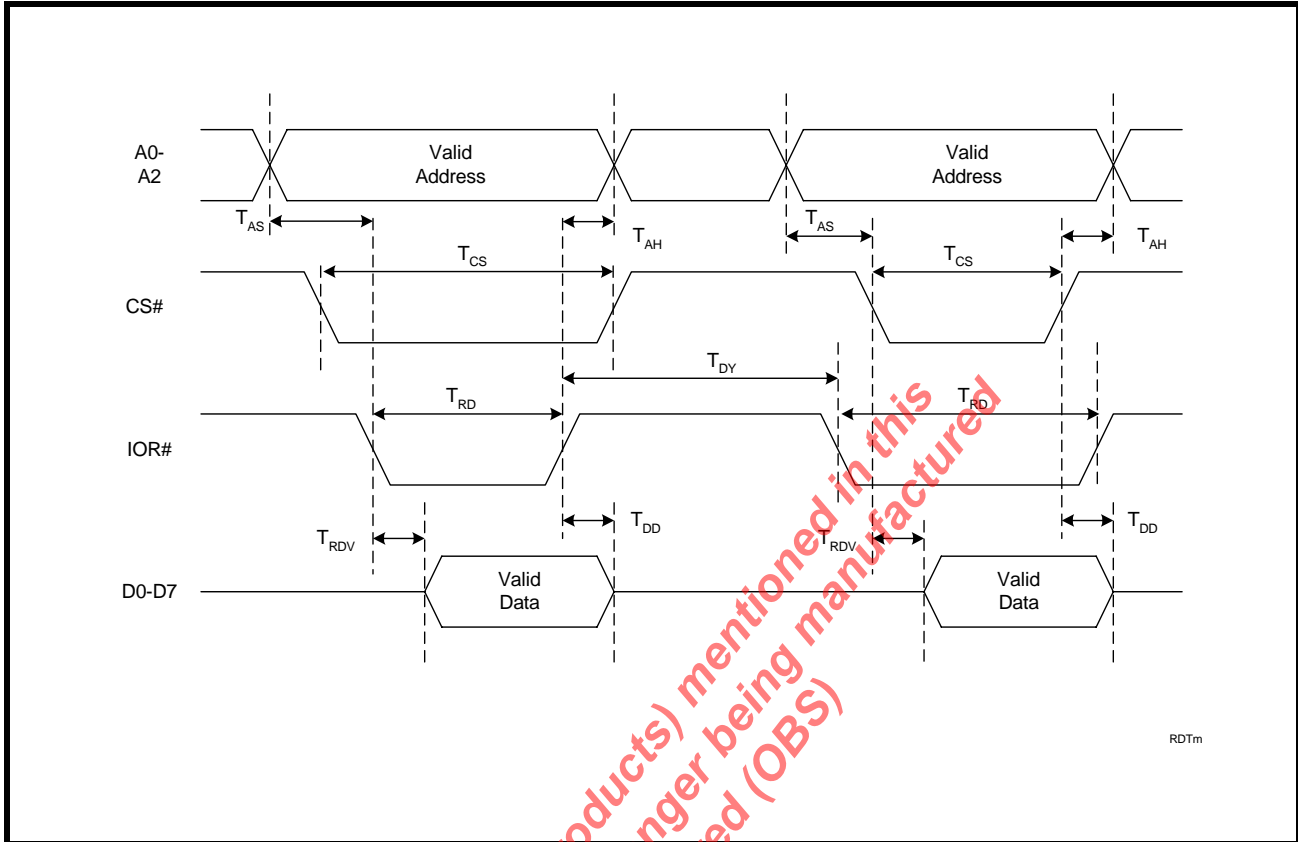 A0-
A2
Valid
Address
Valid
Address
TAS
TAH
TAS
TAH
TCS
TCS
CS#
TDY
TRD
TRD
IOR#
TRDV
TDD
TRDV
TDD
D0-D7
Valid
Data
Valid
Data
oducts) mentioned in this
nger being manufactured
ed (OBS)
RDTm